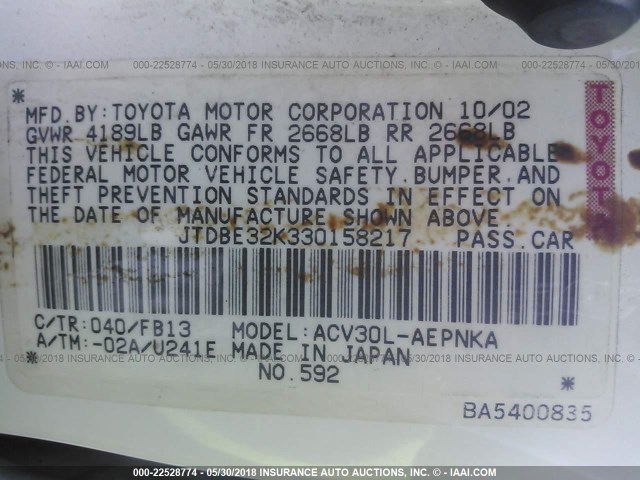 000-22528774 - 05/30/2018 INSURANCE AUTO AUCTIONS, INC. © - IAAI.COM
MFD.BY:TOYOTA MOTOR CORPORATION 10/02
GVWR 4189LB GAWR FR 2668LB RR 2668LB
THIS VEHICLE CONFORMS TO ALL APPLICABLE
FEDERAL MOTOR VEHICLE SAFETY.BUMPER.AND
THEFT PREVENTION STANDARDS IN EFFECT ON
THE DATE OF MANUFACTURE SHOWN ABOVE.
JTDBE32K330158217 PASS.CAR
TOYOTA
C/TR:040/FB13 MODEL:ACV30L-AEPNKA
A/TM:-02A/U241E MADE IN JAPAN
NO.592
BA5400835
000-22528774 - 05/30/2018 INSURANCE AUTO AUCTIONS, INC. © - IAAI.COM